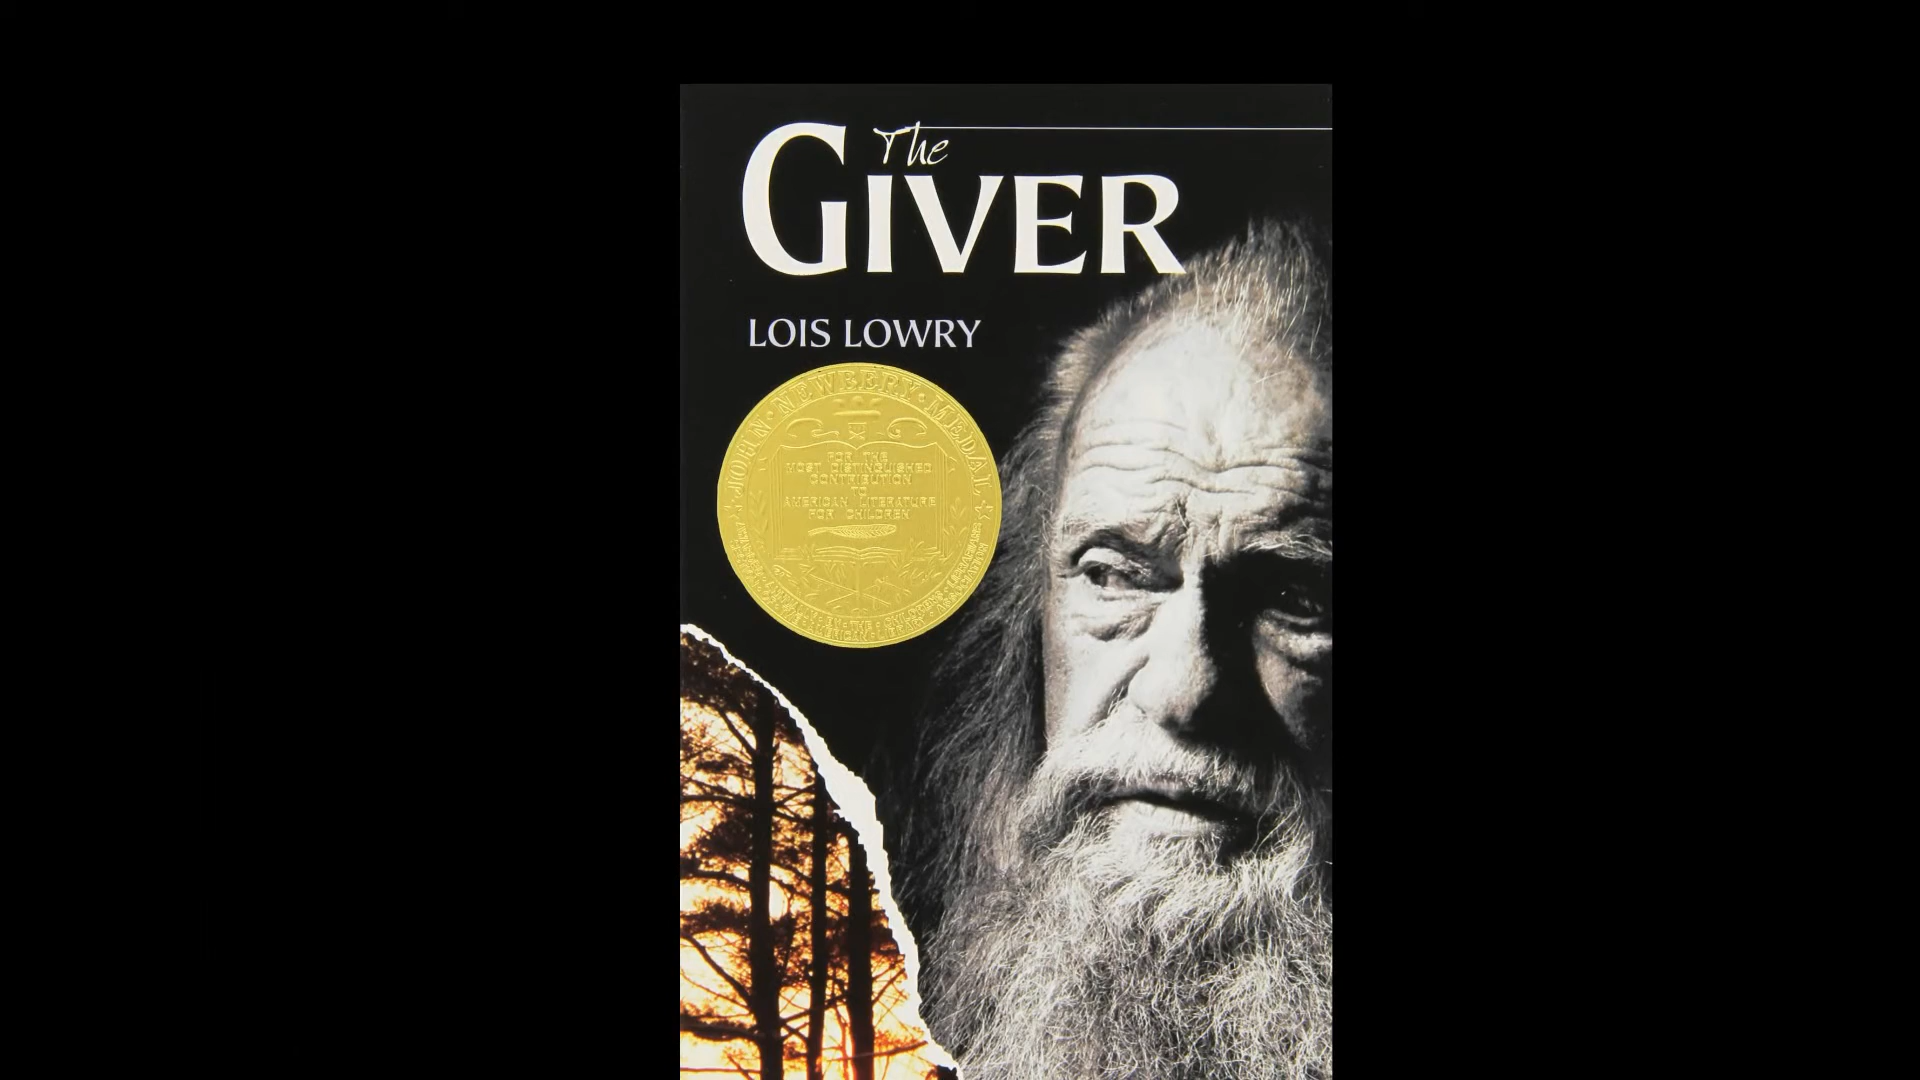 The
GIVER
LOIS LOWRY
JOHN · NEWBERY · MEDAL
FOR THE
MOST DISTINGUISHED
CONTRIBUTION
TO
AMERICAN LITERATURE
FOR CHILDREN